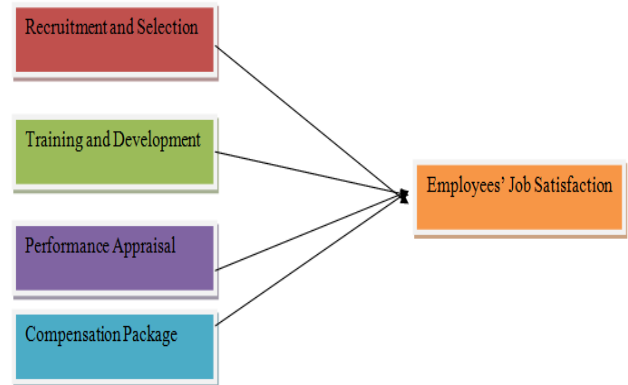 Recruitment and Selection
Training and Development
Employees’ Job Satisfaction
Performance Appraisal
Compensation Package